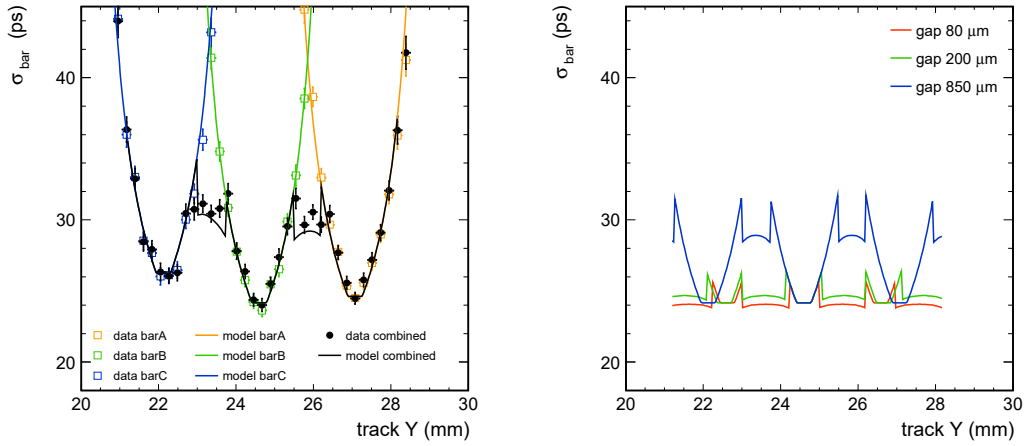 σbar (ps)
40
30
20
20 22 24 26 28 30
track Y (mm)
data barA
data barB
data barC
model barA
model barB
model barC
data combined
model combined
σbar (ps)
40
30
20
20 22 24 26 28 30
track Y (mm)
gap 80 μm
gap 200 μm
gap 850 μm